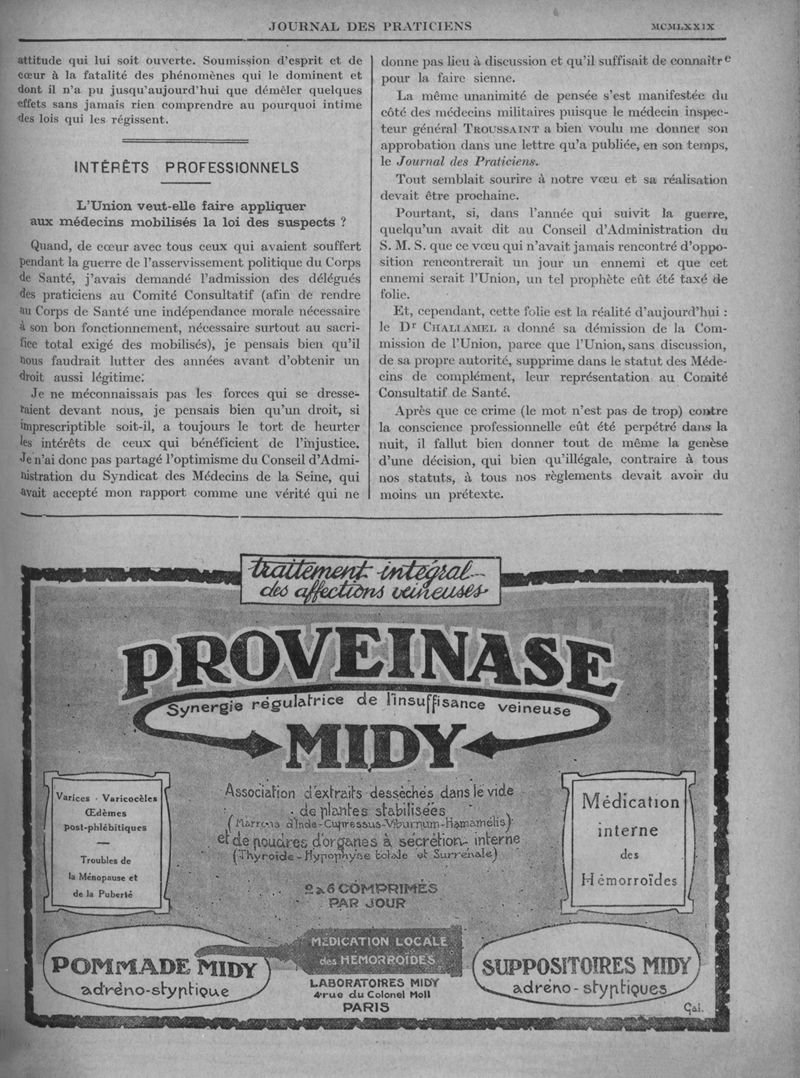 JOURNAL DES PRATICIENS
MCMLXXIX
attitude qui lui soit ouverte. Soumission d'esprit et de
cœur à la fatalité des phénomènes qui le dominent et
dont il n'a pu jusqu'aujourd'hui que démêler quelques
effets sans jamais rien comprendre au pourquoi intime
des lois qui les régissent.
INTÉRÊTS PROFESSIONNELS
L'Union veut-elle faire appliquer
aux médecins mobilisés la loi des suspects ?
Quand, de cœur avec tous ceux qui avaient souffert
pendant la guerre de l'asservissement politique du Corps
de Santé, j'avais demandé l'admission des délégués
des praticiens au Comité Consultatif (afin de rendre
au Corps de Santé une indépendance morale nécessaire
à son bon fonctionnement, nécessaire surtout au sacri-
fice total exigé des mobilisés), je pensais bien qu'il
nous faudrait lutter des années avant d'obtenir un
droit aussi légitime.
Je ne méconnaissais pas les forces qui se dresse-
raient devant nous, je pensais bien qu'un droit, si
imprescriptible soit-il, a toujours le tort de heurter
les intérêts de ceux qui bénéficient de l'injustice.
Je n'ai donc pas partagé l'optimisme du Conseil d'Admi-
nistration du Syndicat des Médecins de la Seine, qui
avait accepté mon rapport comme une vérité qui ne
donne pas lieu à discussion et qu'il suffisait de connaître
pour la faire sienne.
La même unanimité de pensée s'est manifestée du
côté des médecins militaires puisque le médecin inspec-
teur général TROUSSAINT a bien voulu me donner son
approbation dans une lettre qu'a publiée, en son temps,
le Journal des Praticiens.
Tout semblait sourire à notre vœu et sa réalisation
devait être prochaine.
Pourtant, si, dans l'année qui suivit la guerre,
quelqu'un avait dit au Conseil d'Administration du
S. M. S. que ce vœu qui n'avait jamais rencontré d'oppo-
sition rencontrerait un jour un ennemi et que cet
ennemi serait l'Union, un tel prophète eût été taxé de
folie.
Et, cependant, cette folie est la réalité d'aujourd'hui :
le Dr CHALLAMEL a donné sa démission de la Com-
mission de l'Union, parce que l'Union, sans discussion,
de sa propre autorité, supprime dans le statut des Méde-
cins de complément, leur représentation au Comité
Consultatif de Santé.
Après que ce crime (le mot n'est pas de trop) contre
la conscience professionnelle eût été perpétré dans la
nuit, il fallut bien donner tout de même la genèse
d'une décision, qui bien qu'illégale, contraire à tous
nos statuts, à tous nos règlements devait avoir du
moins un prétexte.
traitement intégral
des affections veineuses
PROVEINASE
Synergie régulatrice de l'insuffisance veineuse
MIDY
Varices - Varicocèles
Œdèmes
post-phlébitiques
Troubles de
la Ménopause et
de la Puberté
Association d'extraits desséchés dans le vide
de plantes stabilisées
(Marrons d'Inde-Cupressus-Viburnum-Hamamelis)
et de poudres d'organes à sécrétion interne
(Thyroïde - Hypophyse totale et Surrénale)
2 à 6 COMPRIMÉS
PAR JOUR
Médication
interne
des
Hémorroïdes
MÉDICATION LOCALE
des HÉMORROÏDES
POMMADE MIDY
adréno-styptique
LABORATOIRES MIDY
4 rue du Colonel Moll
PARIS
SUPPOSITOIRES MIDY
adréno-styptiques